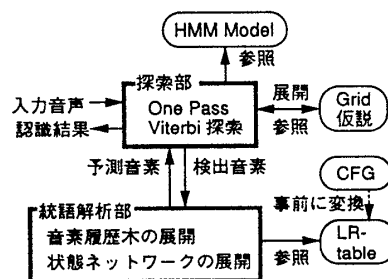 HMM Model
参照
探索部
One Pass
Viterbi 探索
入力音声
認識結果
展開
参照
Grid
仮説
予測音素
検出音素
CFG
事前に変換
統語解析部
音素履歴木の展開
状態ネットワークの展開
参照
LR-
table